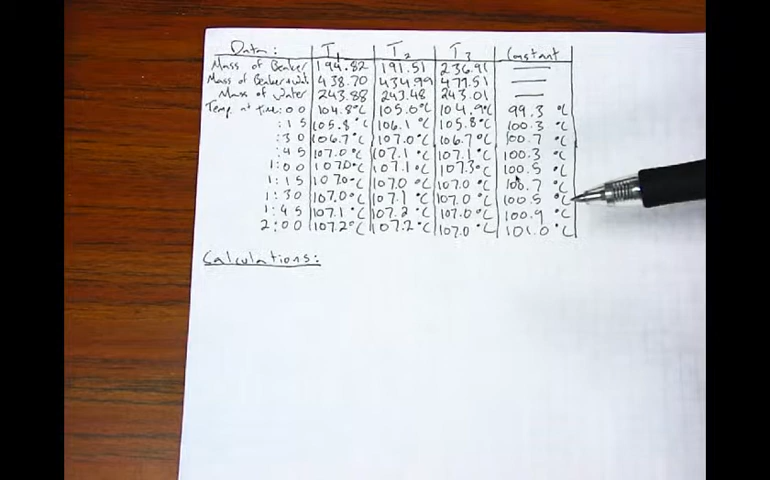 Data: T1 T2 T3 Constant
Mass of Beaker 194.82 191.51 236.91
Mass of Beaker + Wat 438.70 434.99 479.51
Mass of Water 243.88 243.48 243.01
Temp. at time :00 104.8°C 105.0°C 104.9°C 99.3 °C
:15 105.8°C 106.1°C 105.8°C 100.3 °C
:30 106.7°C 107.0°C 106.7°C 100.7 °C
:45 107.0°C 107.1°C 107.1°C 100.3 °C
1:00 107.0°C 107.1°C 107.3°C 100.5 °C
1:15 107.0°C 107.0°C 107.0°C 100.7 °C
1:30 107.0°C 107.1°C 107.0°C 100.5 °C
1:45 107.1°C 107.2°C 107.0°C 100.9 °C
2:00 107.2°C 107.2°C 107.0°C 101.0°C
Calculations: